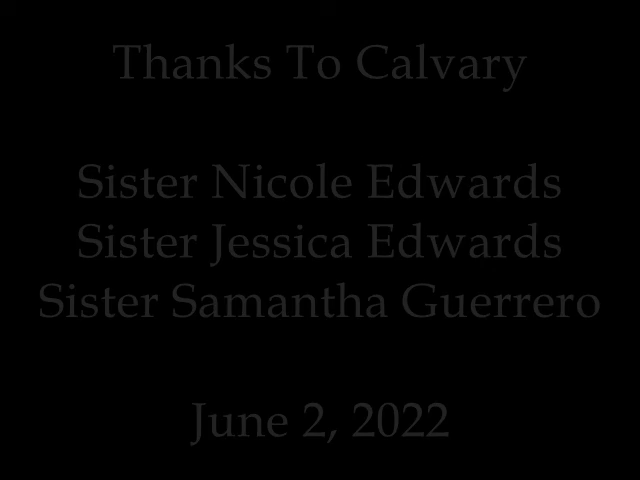 Thanks To Calvary
Sister Nicole Edwards
Sister Jessica Edwards
Sister Samantha Guerrero
June 2, 2022